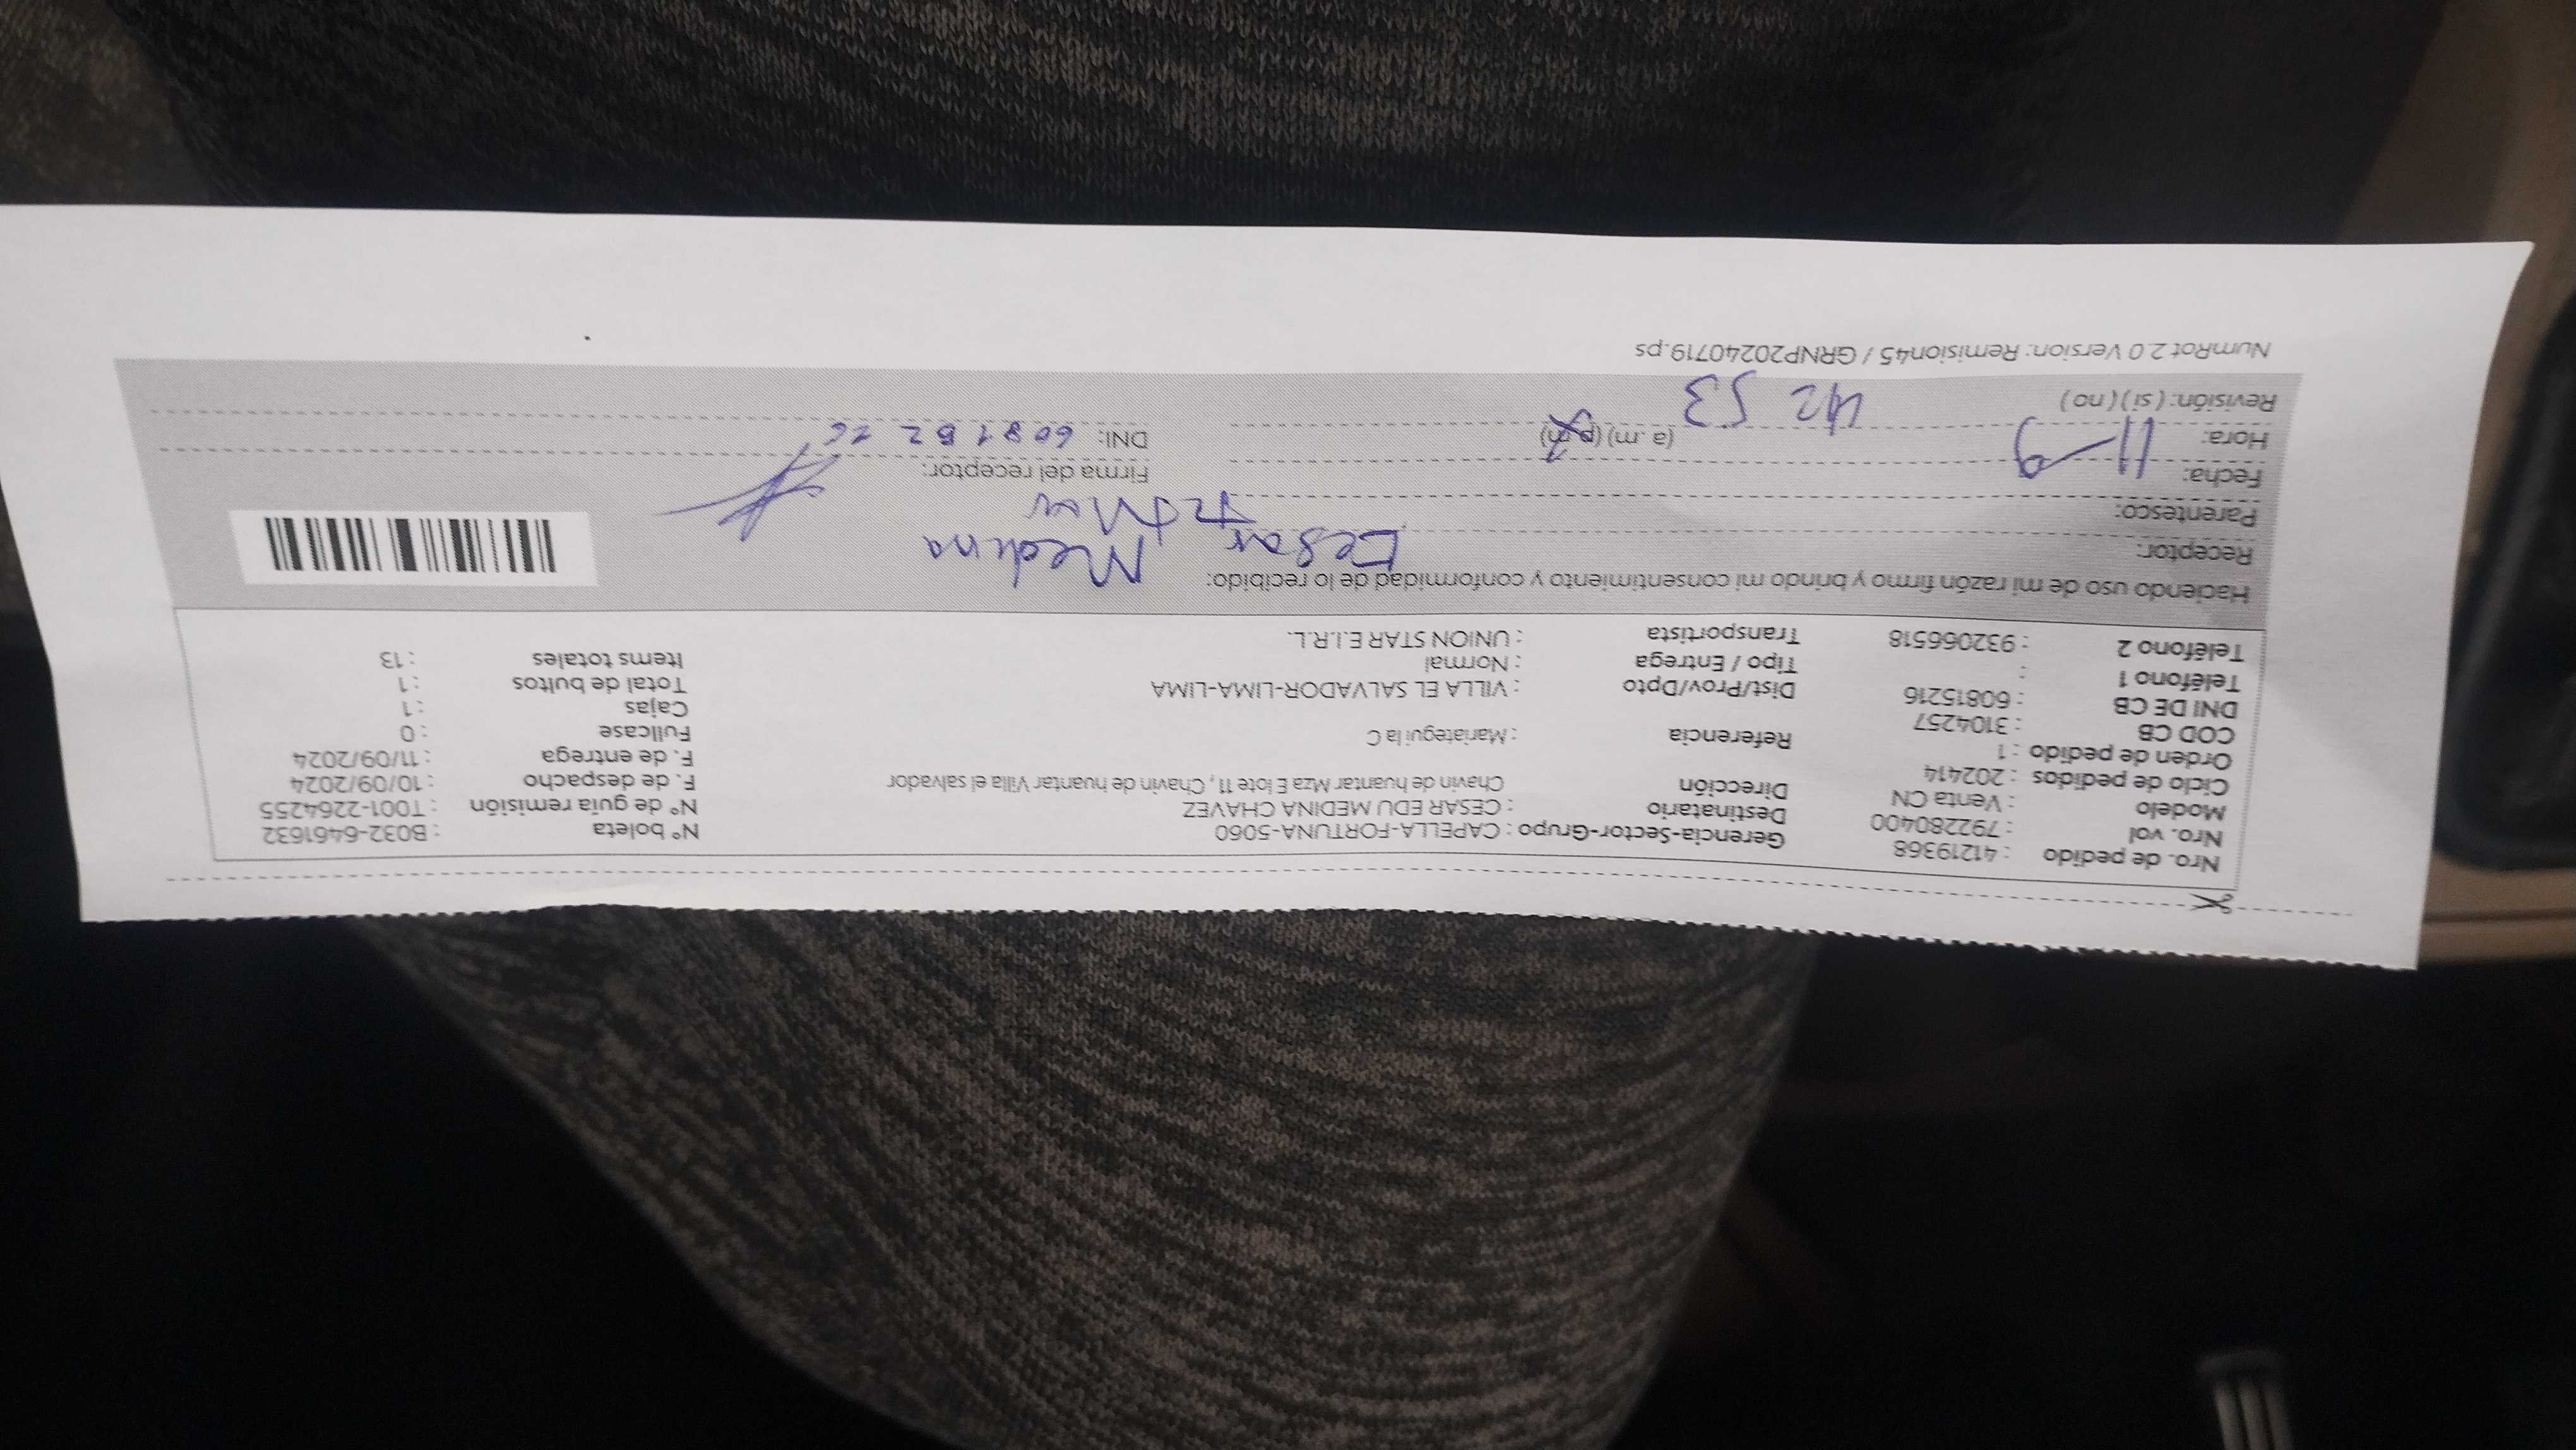 Nro. de pedido : 41219368 Gerencia-Sector-Grupo : CAPELLA-FORTUNA-5060 N° boleta : B032-6461632
Nro. vol : 792280400 Destinatario : CESAR EDU MEDINA CHAVEZ N° de guia remisión : T001-2264255
Modelo : Venta CN Dirección Chavin de huantar Mza E lote 11 , Chavin de huantar Villa el salvador F. de despacho : 10/09/2024
Ciclo de pedidos : 202414 F. de entrega : 11/09/2024
Orden de pedido : 1 Referencia : Mariategui la C Fullcase : 0
COD CB : 3104257 Cajas : 1
DNI DE CB : 60815216 Dist/Prov/Dpto : VILLA EL SALVADOR-LIMA-LIMA Total de bultos : 1
Teléfono 1 : Tipo / Entrega : Normal Items totales : 13
Teléfono 2 : 932066518 Transportista : UNION STAR E.I.R.L.
Haciendo uso de mi razón firmo y brindo mi consentimiento y conformidad de lo recibido:
Receptor: Cesar Medina
Parentesco:
Fecha: 11-9 Firma del receptor:
Hora: (a.m) (p.m) DNI:
Revisión: ( si ) ( no )
NumRot 2.0 Version: Remision45 / GRNP20240719.ps